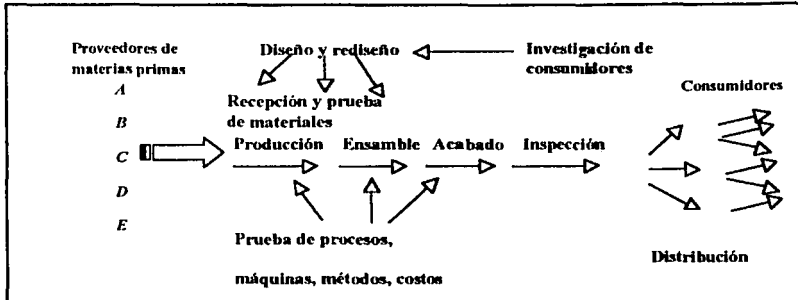 Proveedores de
materias primas
A
B
C
D
E
Diseño y rediseño
Investigación de
consumidores
Recepción y prueba
de materiales
Producción
Ensamble
Acabado
Inspección
Consumidores
Prueba de procesos,
máquinas, métodos, costos
Distribución